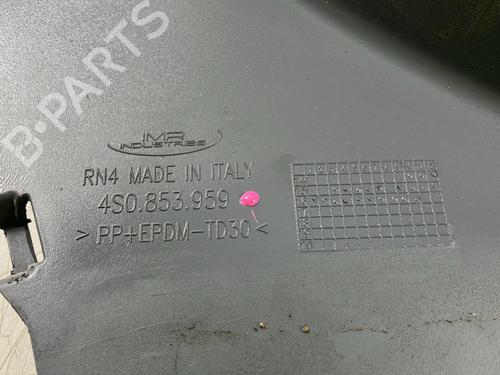 B-PARTS
IMR
INDUSTRIES
RN4 MADE IN ITALY
4S0.853.959
>PP+EPDM-TD30<